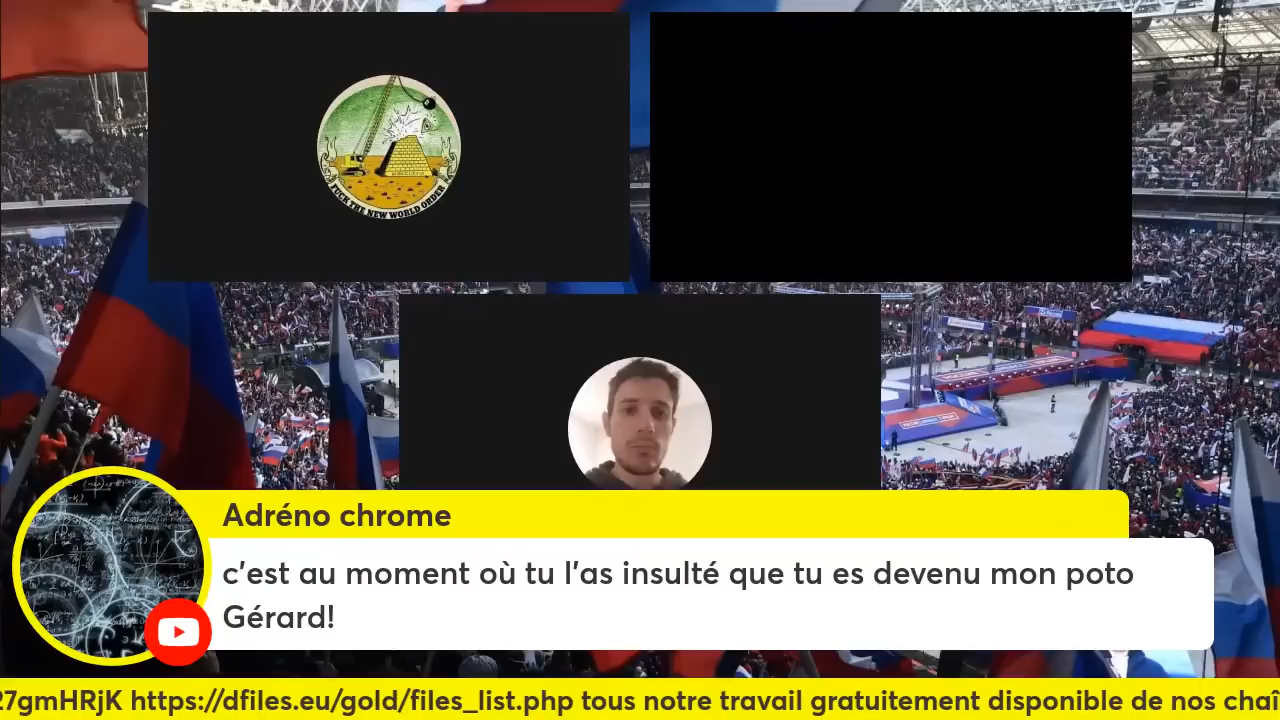 FUCK THE NEW WORLD ORDER
Adréno chrome
c'est au moment où tu l'as insulté que tu es devenu mon poto
Gérard!
27gmHRjK https://dfiles.eu/gold/files_list.php tous notre travail gratuitement disponible de nos chaî